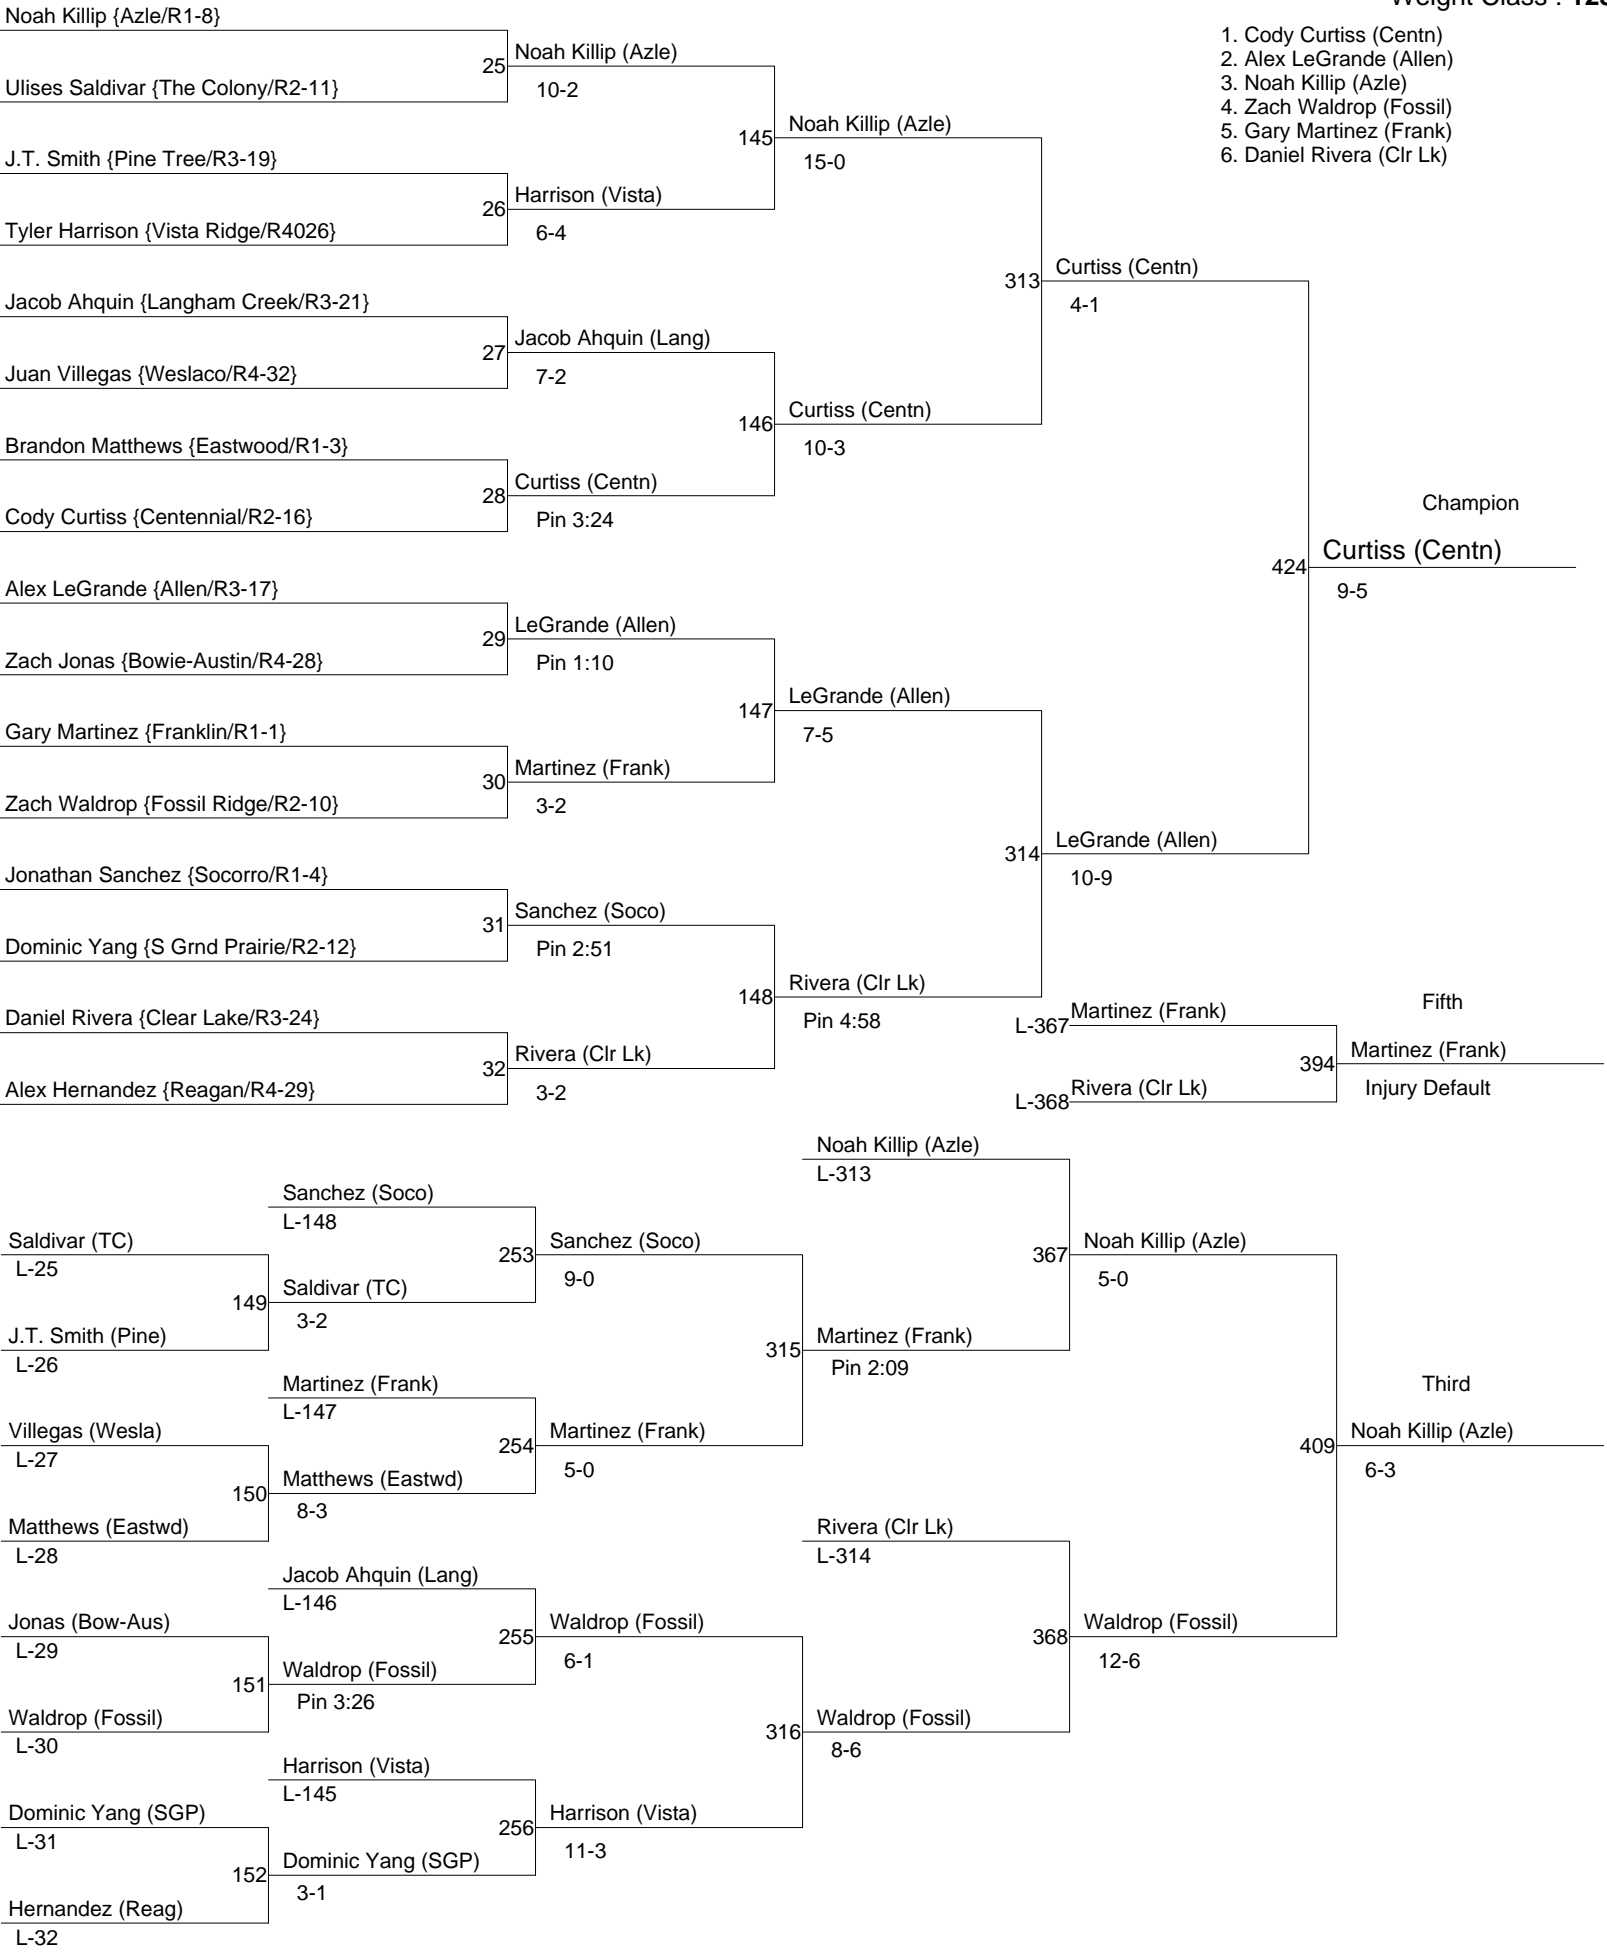 Weight Class :
1. Cody Curtiss (Centn)
2. Alex LeGrande (Allen)
3. Noah Killip (Azle)
4. Zach Waldrop (Fossil)
5. Gary Martinez (Frank)
6. Daniel Rivera (Clr Lk)
Noah Killip {Azle/R1-8}
25
Noah Killip (Azle)
10-2
Ulises Saldivar {The Colony/R2-11}
145
Noah Killip (Azle)
15-0
J.T. Smith {Pine Tree/R3-19}
26
Harrison (Vista)
6-4
Tyler Harrison {Vista Ridge/R4026}
313
Curtiss (Centn)
4-1
Jacob Ahquin {Langham Creek/R3-21}
27
Jacob Ahquin (Lang)
7-2
Juan Villegas {Weslaco/R4-32}
146
Curtiss (Centn)
10-3
Brandon Matthews {Eastwood/R1-3}
28
Curtiss (Centn)
Pin 3:24
Cody Curtiss {Centennial/R2-16}
Champion
424
Curtiss (Centn)
9-5
Alex LeGrande {Allen/R3-17}
29
LeGrande (Allen)
Pin 1:10
Zach Jonas {Bowie-Austin/R4-28}
147
LeGrande (Allen)
7-5
Gary Martinez {Franklin/R1-1}
30
Martinez (Frank)
3-2
Zach Waldrop {Fossil Ridge/R2-10}
314
LeGrande (Allen)
10-9
Jonathan Sanchez {Socorro/R1-4}
31
Sanchez (Soco)
Pin 2:51
Dominic Yang {S Grnd Prairie/R2-12}
148
Rivera (Clr Lk)
Pin 4:58
Daniel Rivera {Clear Lake/R3-24}
32
Rivera (Clr Lk)
3-2
Alex Hernandez {Reagan/R4-29}
Fifth
Martinez (Frank)
L-367
394
Martinez (Frank)
Injury Default
Rivera (Clr Lk)
L-368
Noah Killip (Azle)
L-313
Sanchez (Soco)
L-148
Saldivar (TC)
L-25
253
Sanchez (Soco)
9-0
367
Noah Killip (Azle)
5-0
149
Saldivar (TC)
3-2
J.T. Smith (Pine)
L-26
315
Martinez (Frank)
Pin 2:09
Martinez (Frank)
L-147
Third
Villegas (Wesla)
L-27
254
Martinez (Frank)
5-0
409
Noah Killip (Azle)
6-3
150
Matthews (Eastwd)
8-3
Matthews (Eastwd)
L-28
Rivera (Clr Lk)
L-314
Jacob Ahquin (Lang)
L-146
Jonas (Bow-Aus)
L-29
255
Waldrop (Fossil)
6-1
368
Waldrop (Fossil)
12-6
151
Waldrop (Fossil)
Pin 3:26
Waldrop (Fossil)
L-30
316
Waldrop (Fossil)
8-6
Harrison (Vista)
L-145
Dominic Yang (SGP)
L-31
256
Harrison (Vista)
11-3
152
Dominic Yang (SGP)
3-1
Hernandez (Reag)
L-32